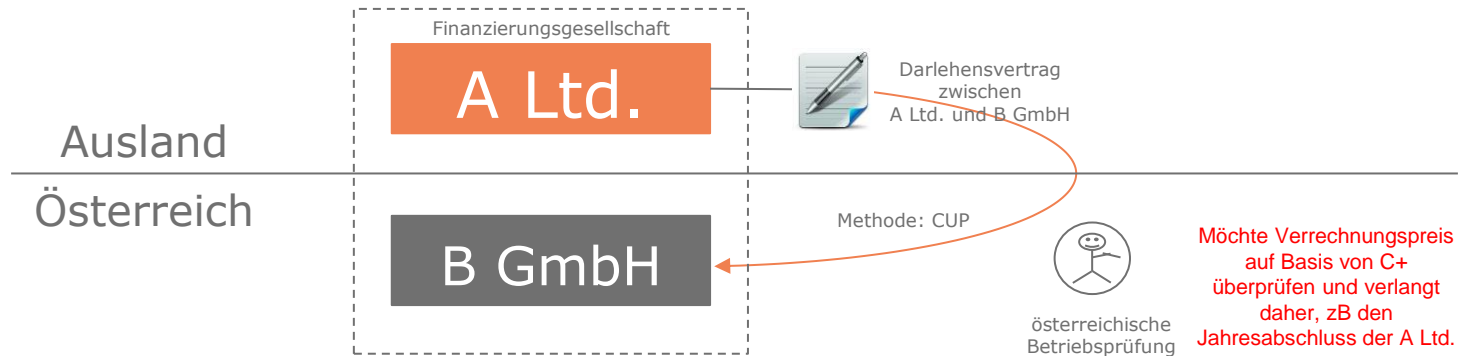 Finanzierungsgesellschaft
A Ltd.
Darlehensvertrag
zwischen
A Ltd. und B GmbH
Ausland
Österreich
B GmbH
Methode: CUP
österreichische
Betriebsprüfung
Möchte Verrechnungspreis
auf Basis von C+
überprüfen und verlangt
daher, zB den
Jahresabschluss der A Ltd.